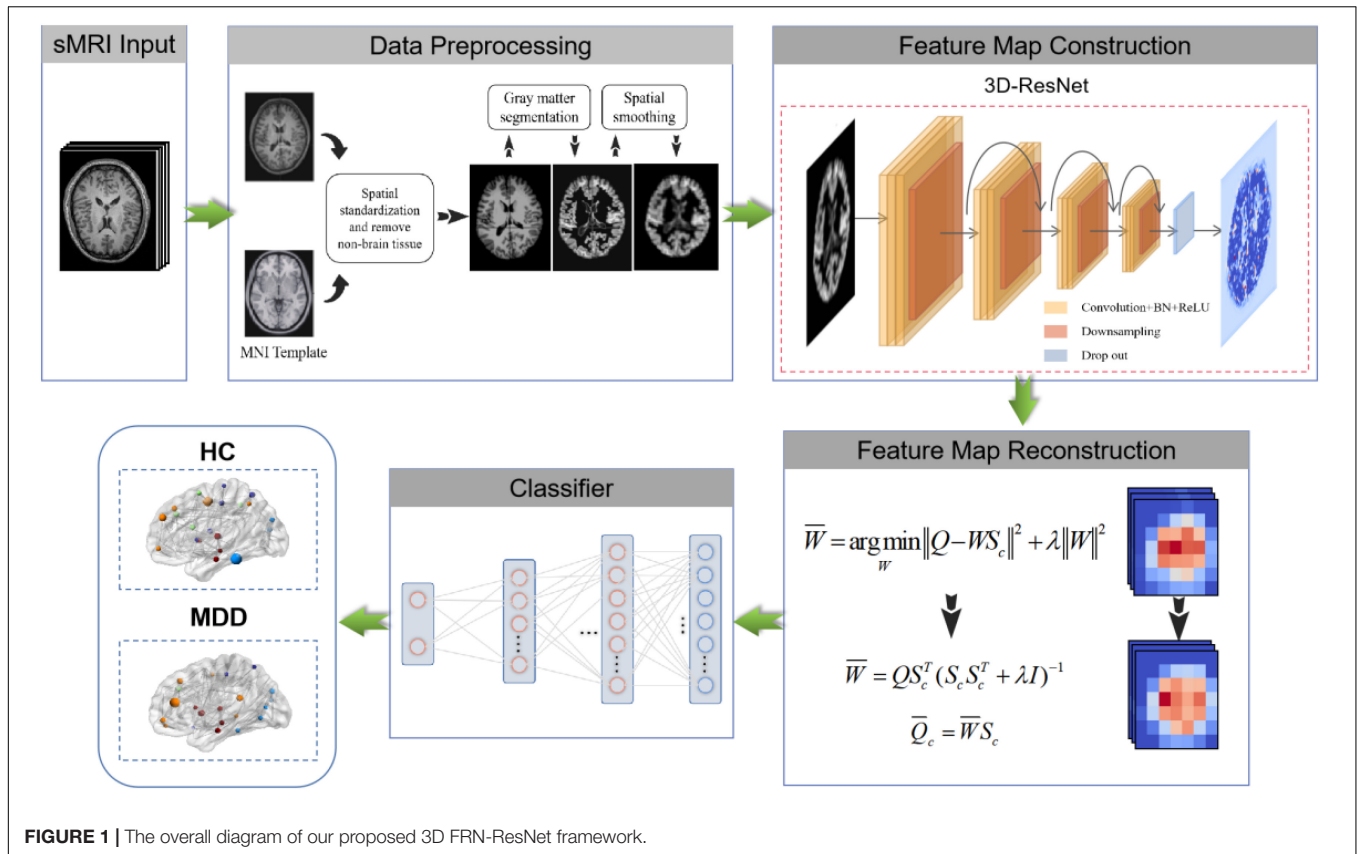 sMRI Input
Data Preprocessing
MNI Template
Spatial
standardization
and remove
non-brain tissue
Gray matter
segmentation
Spatial
smoothing
Feature Map Construction
3D-ResNet
Convolution+BN+ReLU
Downsampling
Drop out
Feature Map Reconstruction
W̅ = arg min ‖Q − WS_c‖² + λ‖W‖²
W
W̅ = QS_c^T (S_c S_c^T + λI)^{-1}
Q̅_c = W̅S_c
Classifier
HC
MDD
FIGURE 1 | The overall diagram of our proposed 3D FRN-ResNet framework.